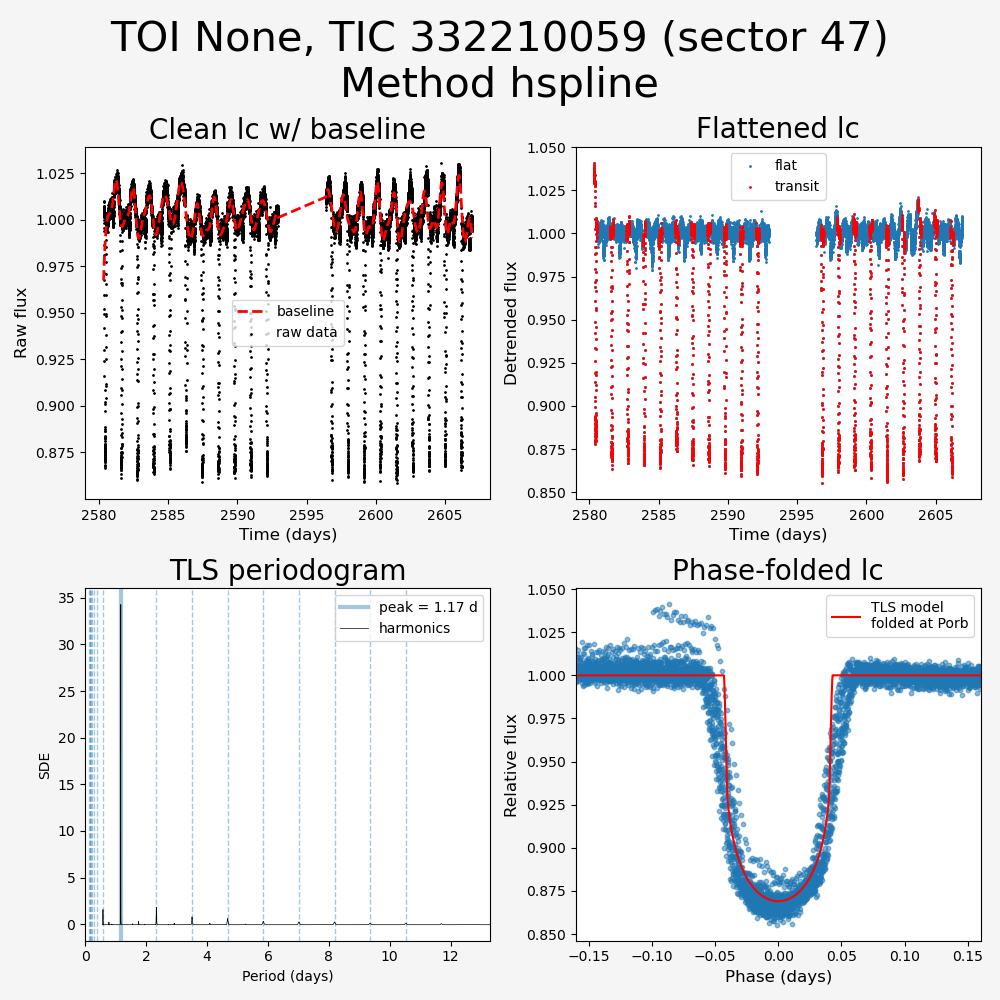 TOI None, TIC 332210059 (sector 47)
Method hspline
Clean lc w/ baseline
Raw flux
1.025
1.000
0.975
0.950
0.925
0.900
0.875
baseline
raw data
2580 2585 2590 2595 2600 2605
Time (days)
Flattened lc
Detrended flux
1.050
1.025
1.000
0.975
0.950
0.925
0.900
0.875
0.850
flat
transit
2580 2585 2590 2595 2600 2605
Time (days)
TLS periodogram
SDE
35
30
25
20
15
10
5
0
peak = 1.17 d
harmonics
0 2 4 6 8 10 12
Period (days)
Phase-folded lc
Relative flux
1.050
1.025
1.000
0.975
0.950
0.925
0.900
0.875
0.850
TLS model
folded at Porb
−0.15 −0.10 −0.05 0.00 0.05 0.10 0.15
Phase (days)